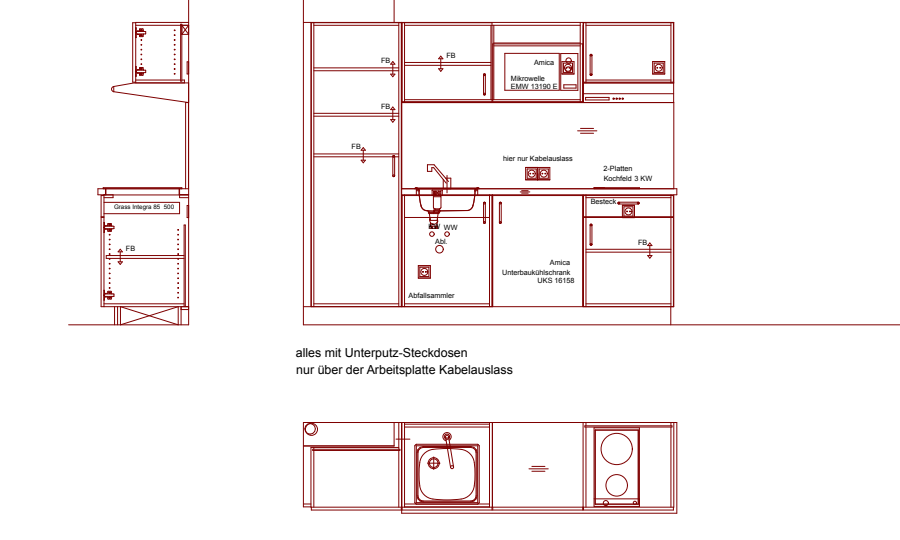 FB
FB
Amica
Mikrowelle
EMW 13190 E
FB
FB
hier nur Kabelauslass
2-Platten
Kochfeld 3 KW
Grass Integra 85 500
Besteck
WW
Abl.
FB
FB
Amica
Unterbaukühlschrank
UKS 16158
Abfallsammler
alles mit Unterputz-Steckdosen
nur über der Arbeitsplatte Kabelauslass